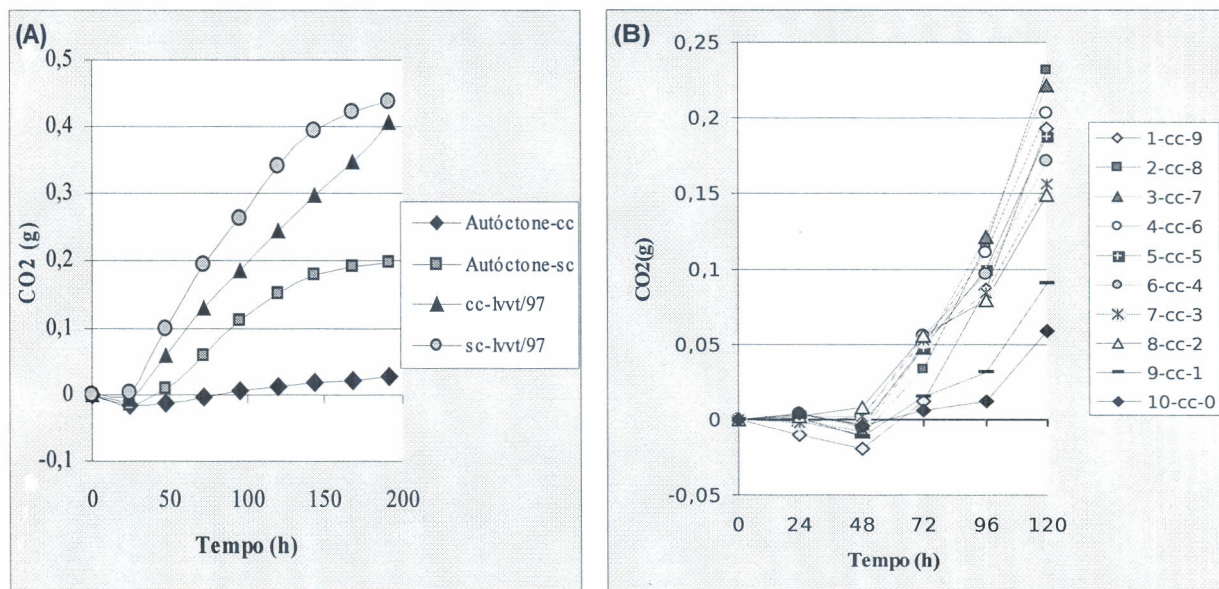 (A)
0,5
0,4
0,3
0,2
0,1
0
-0,1
CO2 (g)
0
50
100
150
200
Tempo (h)
Autóctone-cc
Autóctone-sc
cc-lvvt/97
sc-lvvt/97
(B)
0,25
0,2
0,15
0,1
0,05
0
-0,05
CO2(g)
0
24
48
72
96
120
Tempo (h)
1-cc-9
2-cc-8
3-cc-7
4-cc-6
5-cc-5
6-cc-4
7-cc-3
8-cc-2
9-cc-1
10-cc-0